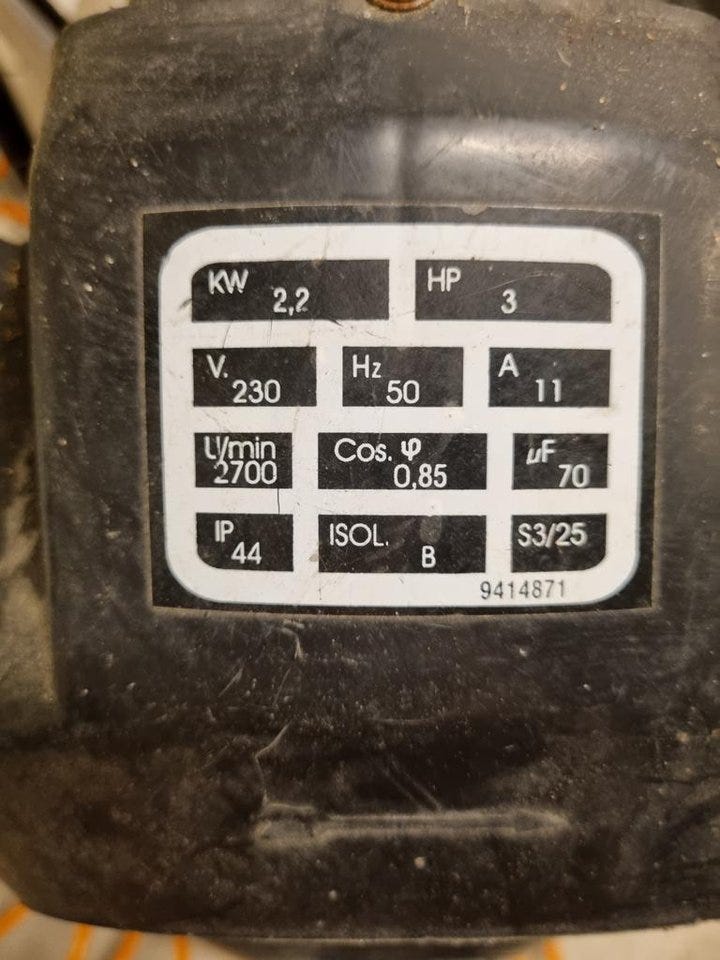 KW 2,2 HP 3
V. 230 Hz 50 A 11
U/min 2700 Cos. φ 0,85 µF 70
IP 44 ISOL. B S3/25
9414871